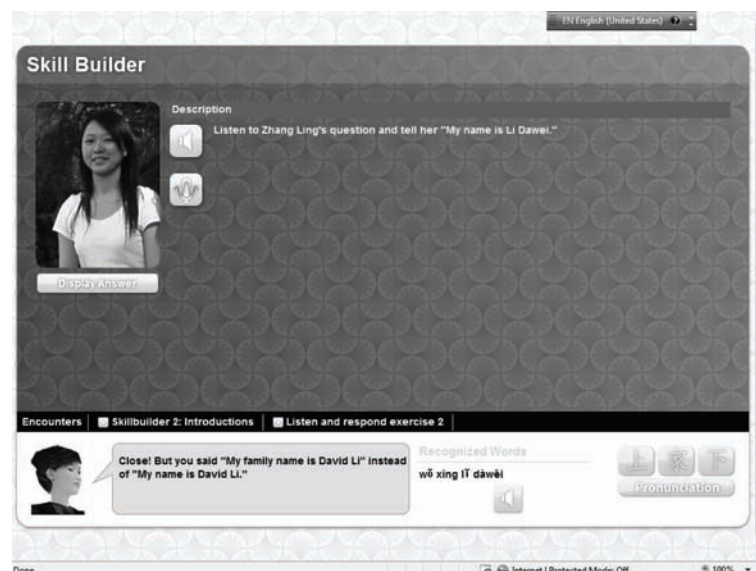 EN English (United States)
Skill Builder
Description
Listen to Zhang Ling's question and tell her "My name is Li Dawei."
Display Answer
Encounters
Skillbuilder 2: Introductions
Listen and respond exercise 2
Close! But you said "My family name is David Li" instead
of "My name is David Li."
Recognized Words
wǒ xìng lǐ dàwèi
上 家 下
Pronunciation
Done
Internet | Protected Mode: Off
100%